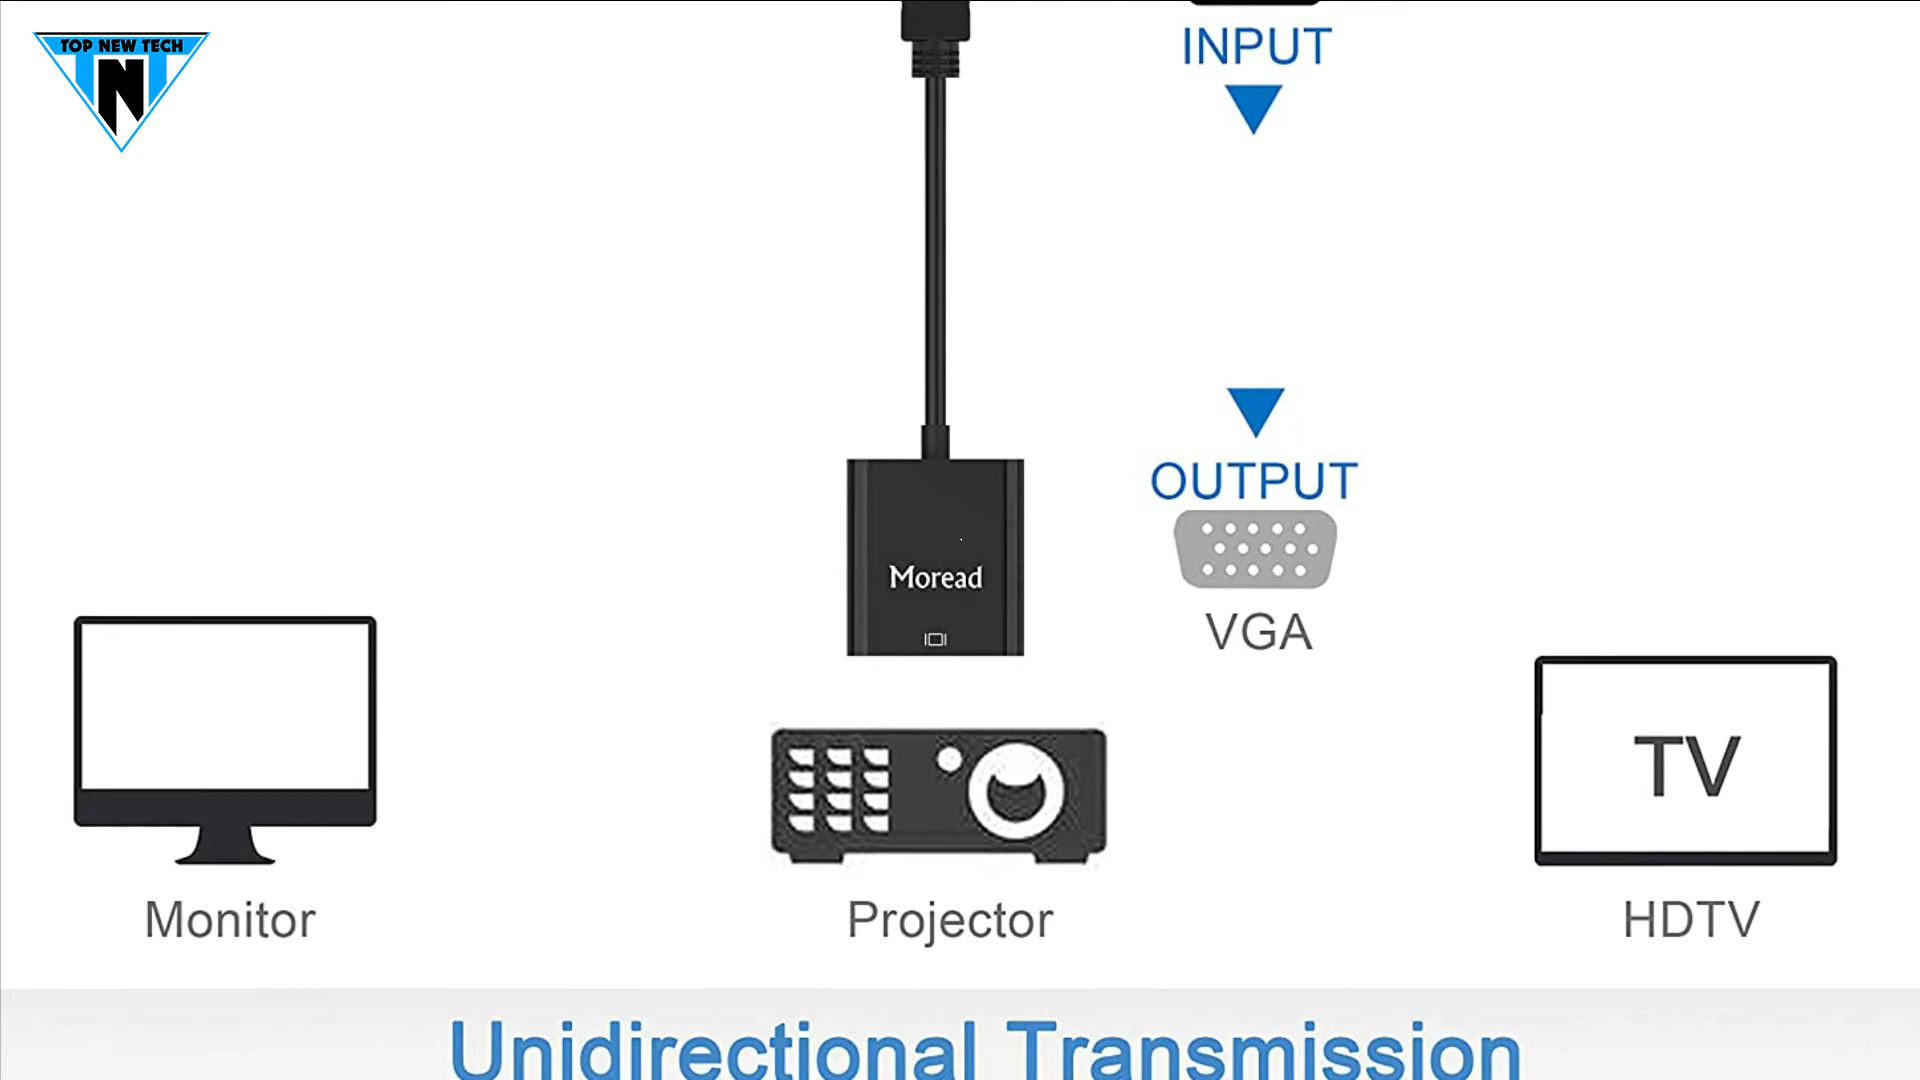 TOP NEW TECH
N
INPUT
OUTPUT
Moread
VGA
TV
Monitor
Projector
HDTV
Unidirectional Transmission